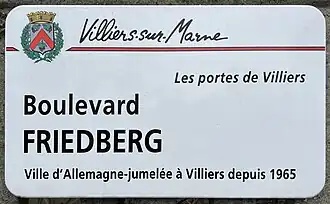 Villiers-sur-Marne
Les portes de Villiers
Boulevard
FRIEDBERG
Ville d'Allemagne-jumelée à Villiers depuis 1965